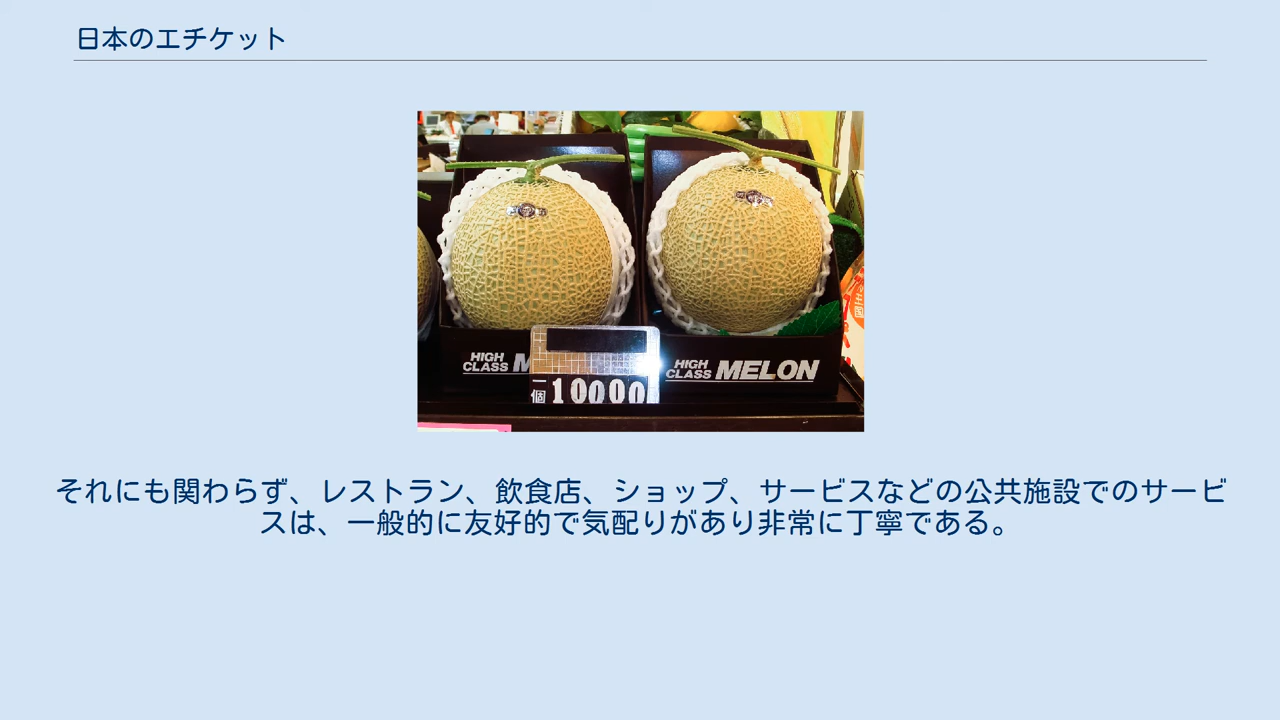 日本のエチケット
HIGH
CLASS
HIGH
CLASS MELON
一個 10000
それにも関わらず、レストラン、飲食店、ショップ、サービスなどの公共施設でのサービ
スは、一般的に友好的で気配りがあり非常に丁寧である。